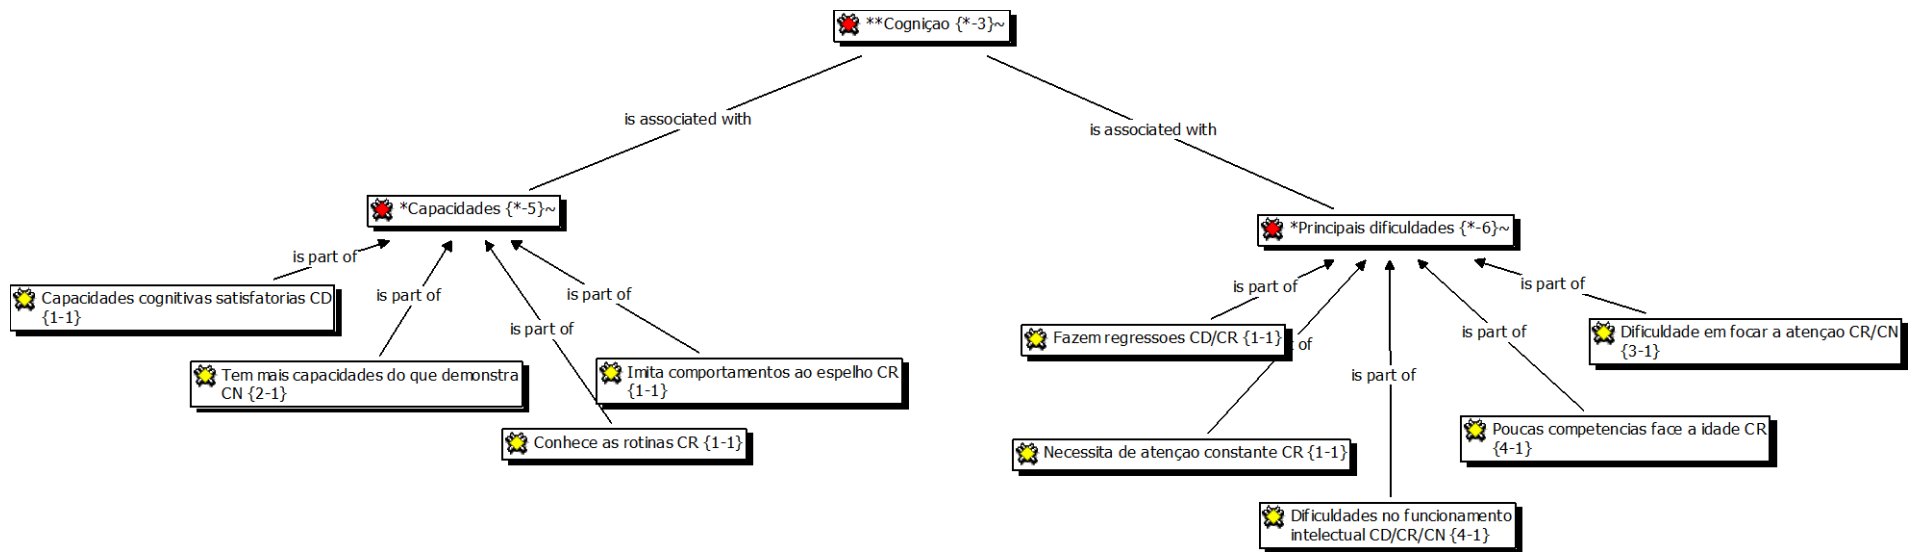 **Cogniçao {*-3}~
is associated with
is associated with
*Capacidades {*-5}~
*Principais dificuldades {*-6}~
is part of
is part of
is part of
is part of
Capacidades cognitivas satisfatorias CD
{1-1}
Tem mais capacidades do que demonstra
CN {2-1}
Conhece as rotinas CR {1-1}
Imita comportamentos ao espelho CR
{1-1}
is part of
of
is part of
is part of
is part of
Fazem regressoes CD/CR {1-1}
Necessita de atençao constante CR {1-1}
Dificuldades no funcionamento
intelectual CD/CR/CN {4-1}
Poucas competencias face a idade CR
{4-1}
Dificuldade em focar a atençao CR/CN
{3-1}